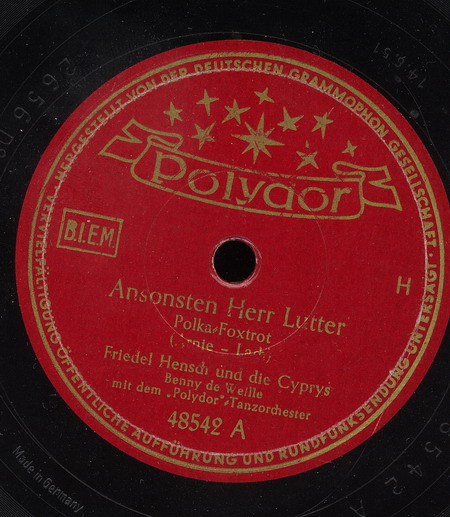 HERGESTELLT VON DER DEUTSCHEN GRAMMOPHON GESELLSCHAFT · VERVIELFÄLTIGUNG ÖFFENTLICHE AUFFÜHRUNG UND RUNDFUNKSENDUNG UNTERSAGT
Polydor
B.I.E.M.
H
Ansonsten Herr Lutter
Polka-Foxtrot
Friedel Hensch und die Cyprys
Benny de Weille
mit dem „Polydor"-Tanzorchester
48542 A
Made in Germany